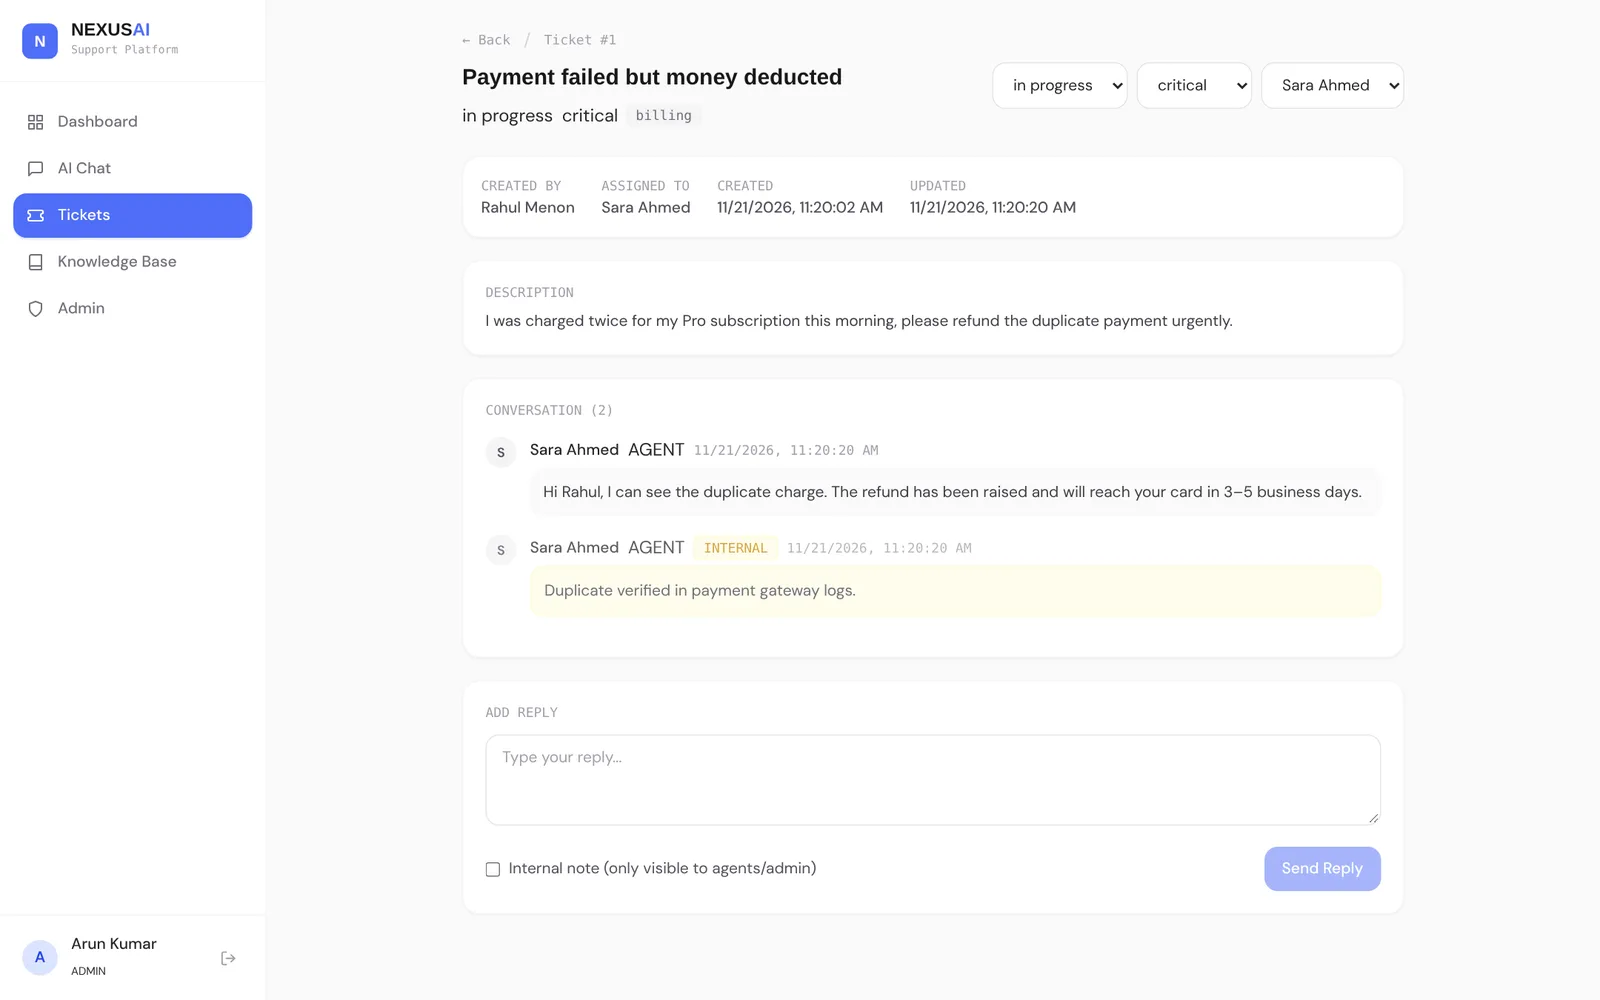 N
NEXUSAI
Support Platform
Dashboard
AI Chat
Tickets
Knowledge Base
Admin
A
Arun Kumar
ADMIN
← Back / Ticket #1
Payment failed but money deducted
in progress critical billing
in progress
critical
Sara Ahmed
CREATED BY
Rahul Menon
ASSIGNED TO
Sara Ahmed
CREATED
11/21/2026, 11:20:02 AM
UPDATED
11/21/2026, 11:20:20 AM
DESCRIPTION
I was charged twice for my Pro subscription this morning, please refund the duplicate payment urgently.
CONVERSATION (2)
S
Sara Ahmed AGENT 11/21/2026, 11:20:20 AM
Hi Rahul, I can see the duplicate charge. The refund has been raised and will reach your card in 3–5 business days.
S
Sara Ahmed AGENT INTERNAL 11/21/2026, 11:20:20 AM
Duplicate verified in payment gateway logs.
ADD REPLY
Type your reply...
Internal note (only visible to agents/admin)
Send Reply